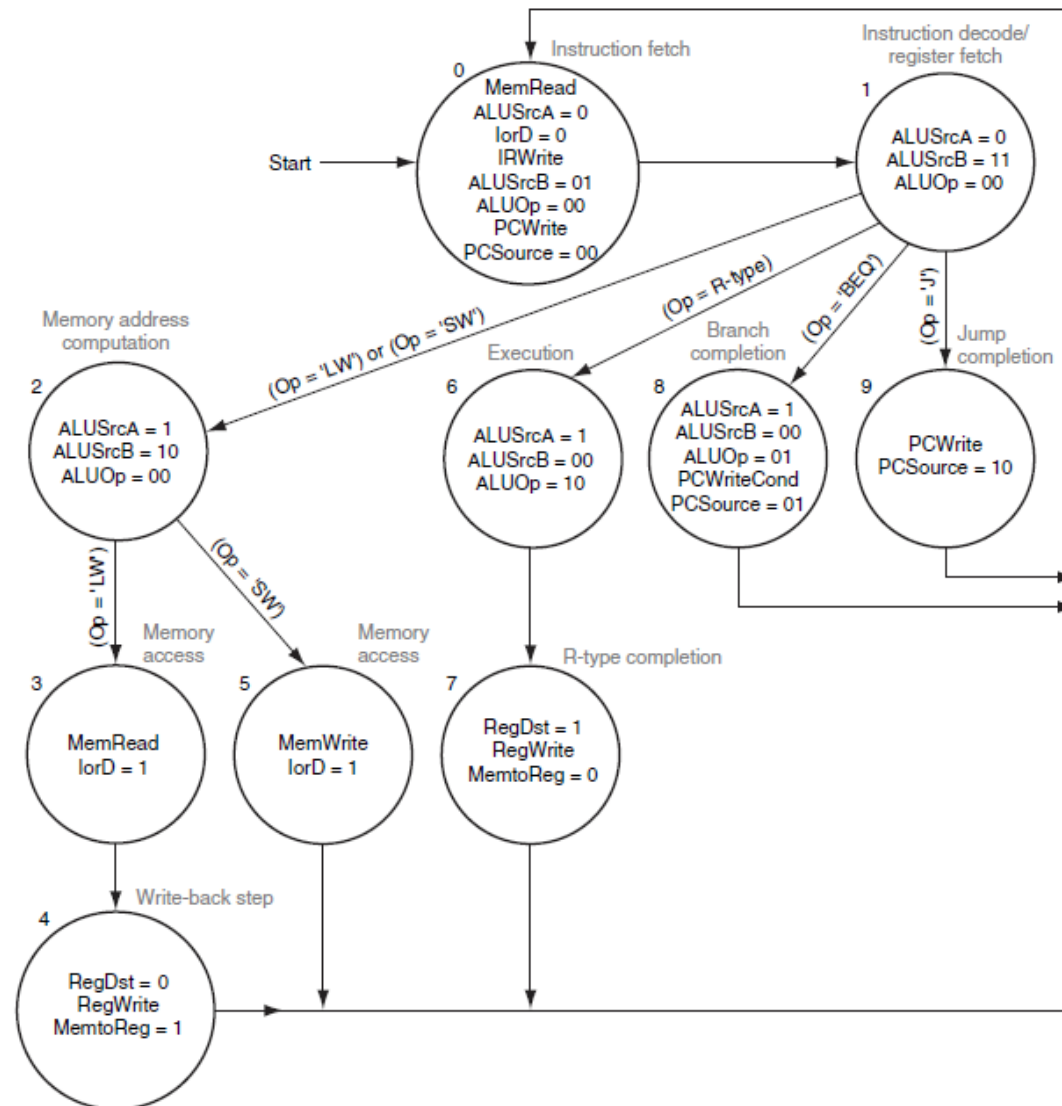 Instruction fetch
0
MemRead
ALUSrcA = 0
IorD = 0
IRWrite
ALUSrcB = 01
ALUOp = 00
PCWrite
PCSource = 00
Start
Instruction decode/
register fetch
1
ALUSrcA = 0
ALUSrcB = 11
ALUOp = 00
(Op = 'LW') or (Op = 'SW')
(Op = R-type)
(Op = 'BEQ')
(Op = 'J')
Memory address
computation
2
ALUSrcA = 1
ALUSrcB = 10
ALUOp = 00
Execution
6
ALUSrcA = 1
ALUSrcB = 00
ALUOp = 10
Branch
completion
8
ALUSrcA = 1
ALUSrcB = 00
ALUOp = 01
PCWriteCond
PCSource = 01
Jump
completion
9
PCWrite
PCSource = 10
(Op = 'LW')
(Op = 'SW')
Memory
access
3
MemRead
IorD = 1
Memory
access
5
MemWrite
IorD = 1
R-type completion
7
RegDst = 1
RegWrite
MemtoReg = 0
Write-back step
4
RegDst = 0
RegWrite
MemtoReg = 1